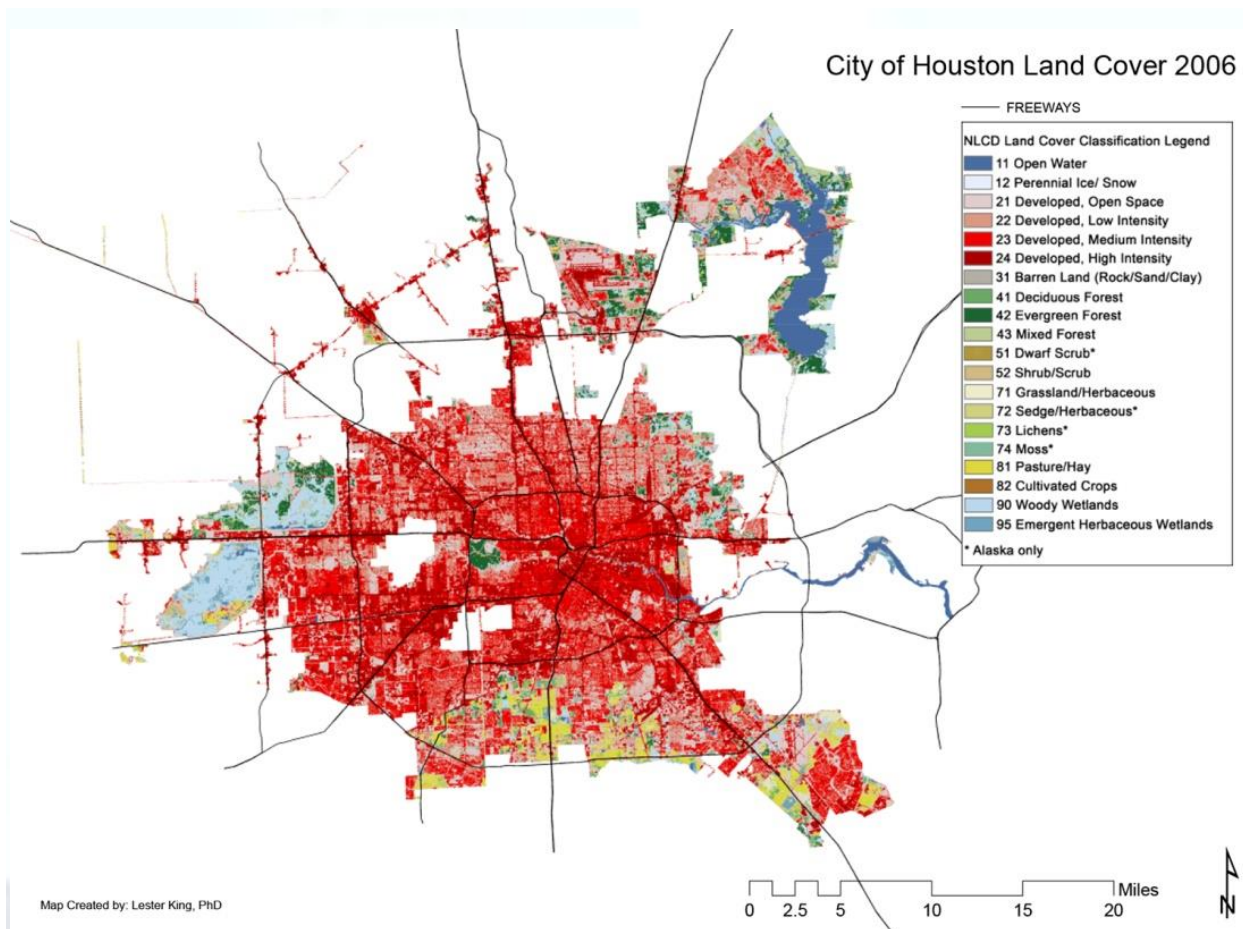 City of Houston Land Cover 2006
FREEWAYS
NLCD Land Cover Classification Legend
11 Open Water
12 Perennial Ice/ Snow
21 Developed, Open Space
22 Developed, Low Intensity
23 Developed, Medium Intensity
24 Developed, High Intensity
31 Barren Land (Rock/Sand/Clay)
41 Deciduous Forest
42 Evergreen Forest
43 Mixed Forest
51 Dwarf Scrub*
52 Shrub/Scrub
71 Grassland/Herbaceous
72 Sedge/Herbaceous*
73 Lichens*
74 Moss*
81 Pasture/Hay
82 Cultivated Crops
90 Woody Wetlands
95 Emergent Herbaceous Wetlands
* Alaska only
Miles
0 2.5 5 10 15 20
N
Map Created by: Lester King, PhD